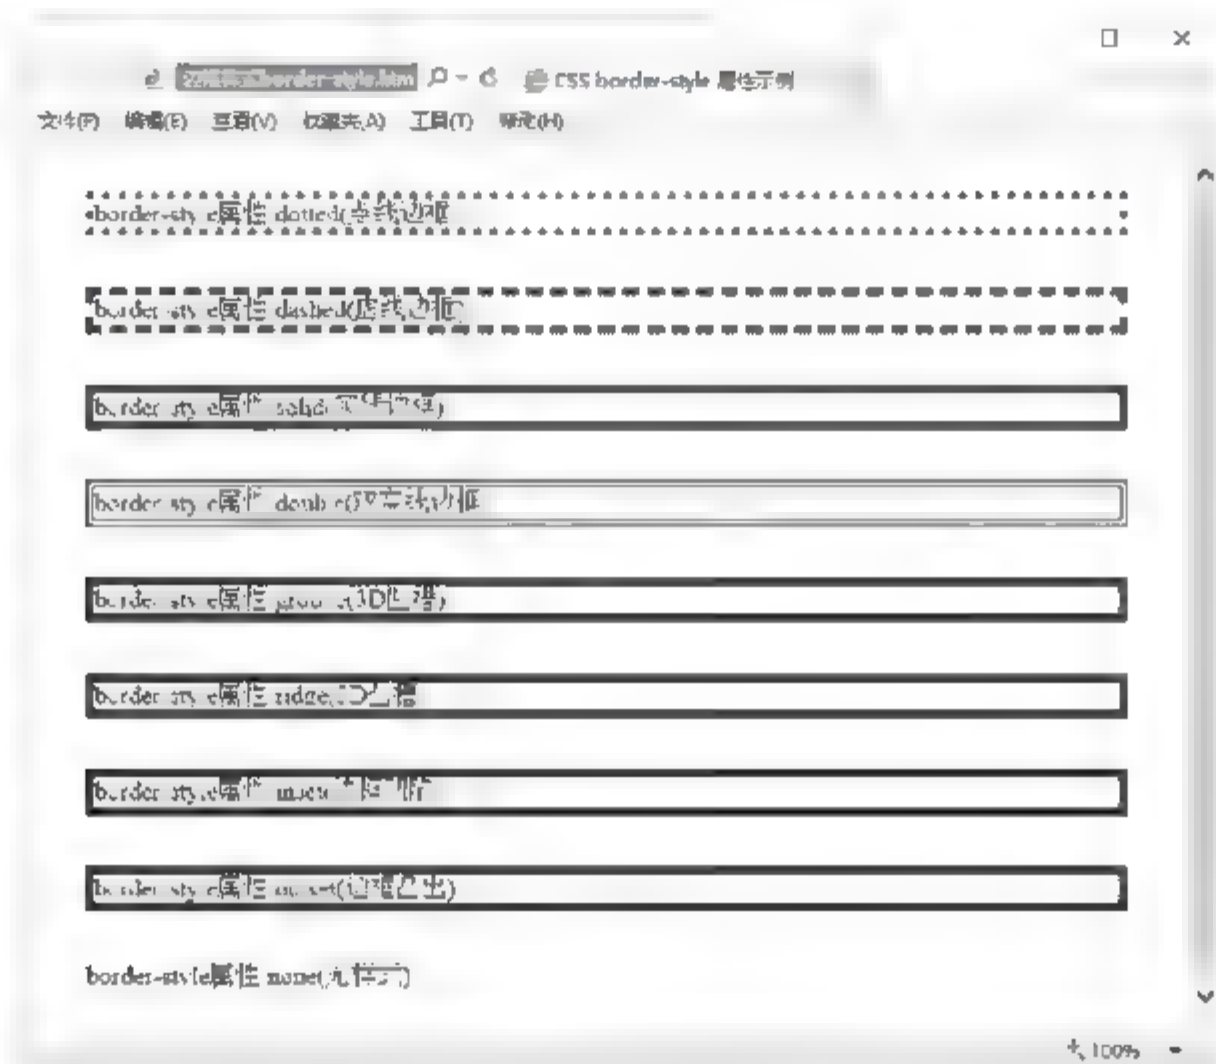 border-style.htm CSS border-style 属性示例
文件(F) 编辑(E) 查看(V) 收藏夹(A) 工具(T) 帮助(H)
border-style属性 dotted(点线边框
border-style属性 dashed(虚线边框)
border-style属性 solid(实线边框)
border-style属性 double(双直线边框
border-style属性 groove(3D凹槽)
border-style属性 ridge(3D凸槽
border-style属性 inset
border-style属性 outset(边框凸出)
border-style属性 none(无样式)
100%